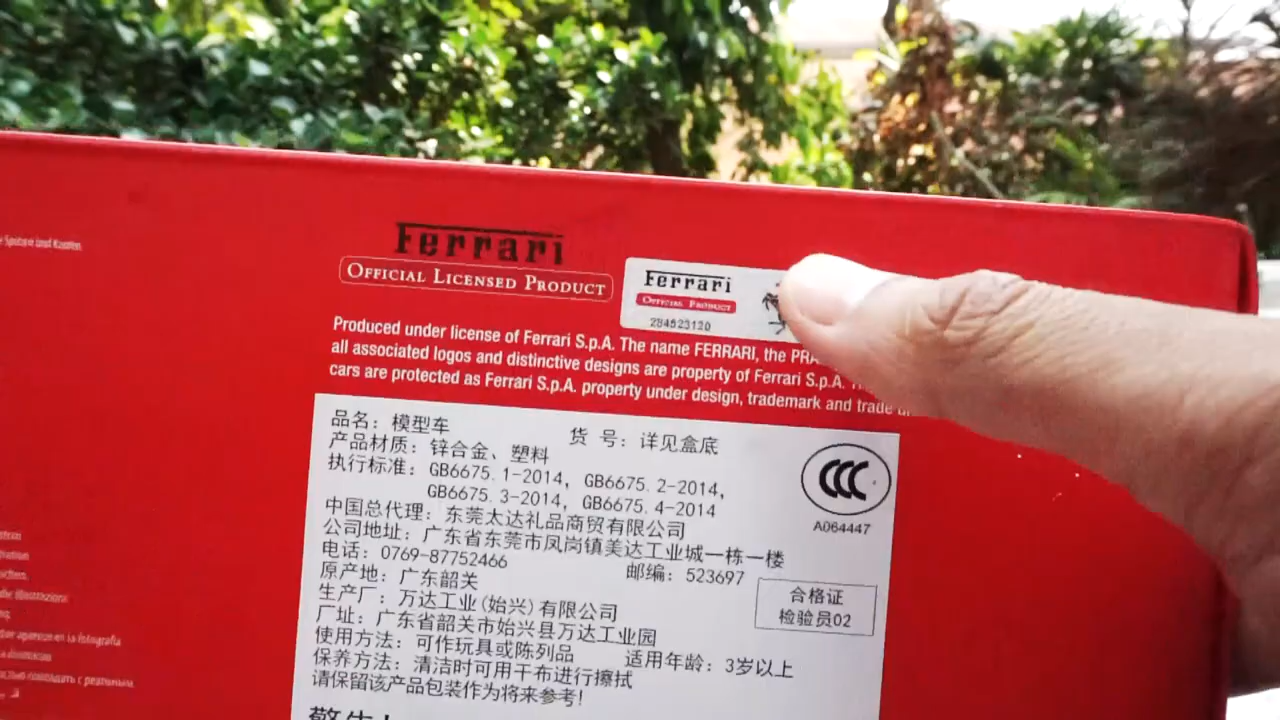 Ferrari
OFFICIAL LICENSED PRODUCT
Ferrari
OFFICIAL PRODUCT
284523120
Produced under license of Ferrari S.p.A. The name FERRARI, the
all associated logos and distinctive designs are property of Ferrari S.p.A.
cars are protected as Ferrari S.p.A. property under design, trademark and trade
品名：模型车 货 号：详见盒底
产品材质：锌合金、塑料
执行标准：GB6675.1-2014, GB6675.2-2014,
GB6675.3-2014, GB6675.4-2014
中国总代理：东莞太达礼品商贸有限公司
公司地址：广东省东莞市凤岗镇美达工业城一栋一楼
电话：0769-87752466 邮编：523697
原产地：广东韶关
生产厂：万达工业(始兴)有限公司
厂址：广东省韶关市始兴县万达工业园
使用方法：可作玩具或陈列品 适用年龄：3岁以上
保养方法：清洁时可用干布进行擦拭
请保留该产品包装作为将来参考!
CCC
A064447
合格证
检验员02